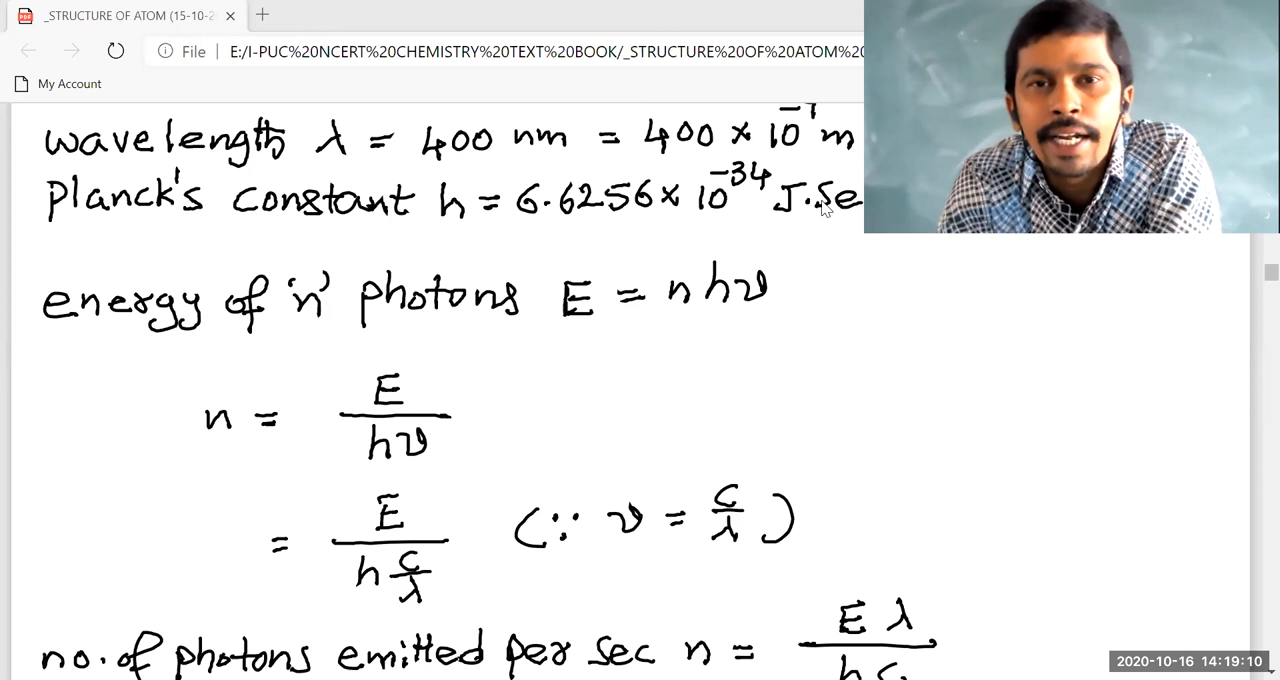 _STRUCTURE OF ATOM (15-10-2
File E:/I-PUC%20NCERT%20CHEMISTRY%20TEXT%20BOOK/_STRUCTURE%20OF%20ATOM%20
My Account
wavelength λ = 400 nm = 400 × 10 m
Planck's constant h = 6.6256 × 10⁻³⁴ J.Se
energy of 'n' photons E = nhν
n = E / hν
= E / h c/λ (∵ ν = c/λ)
no. of photons emitted per sec n = Eλ / hc
2020-10-16 14:19:10